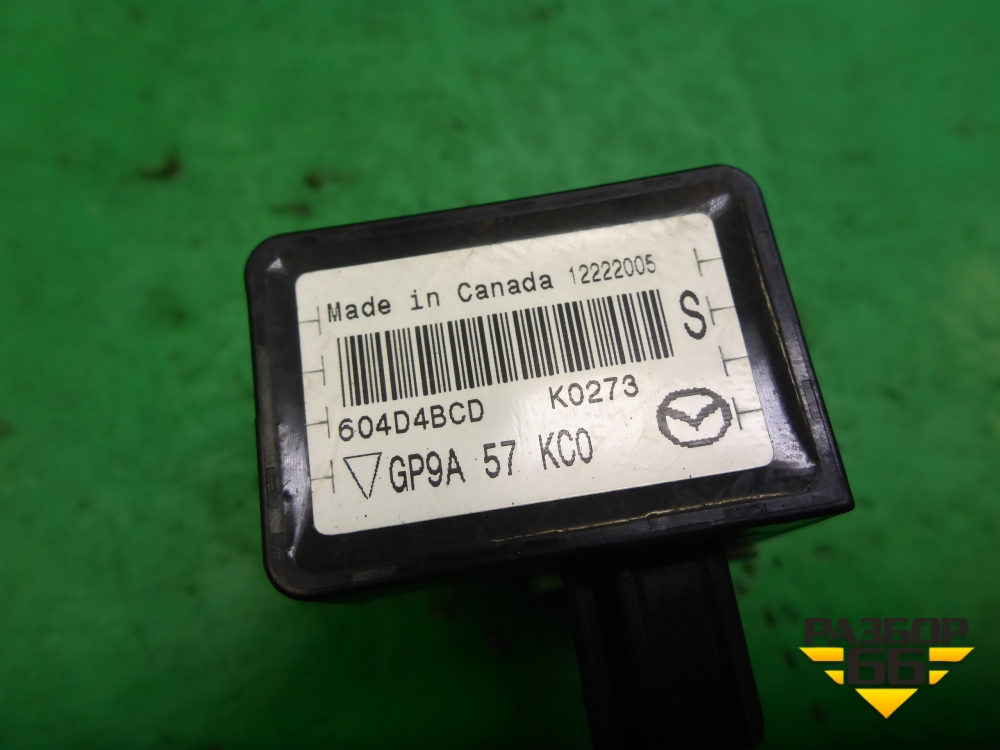 Made in Canada 12222005
S
604D4BCD K0273
GP9A 57 KC0
РАЗБОР
66